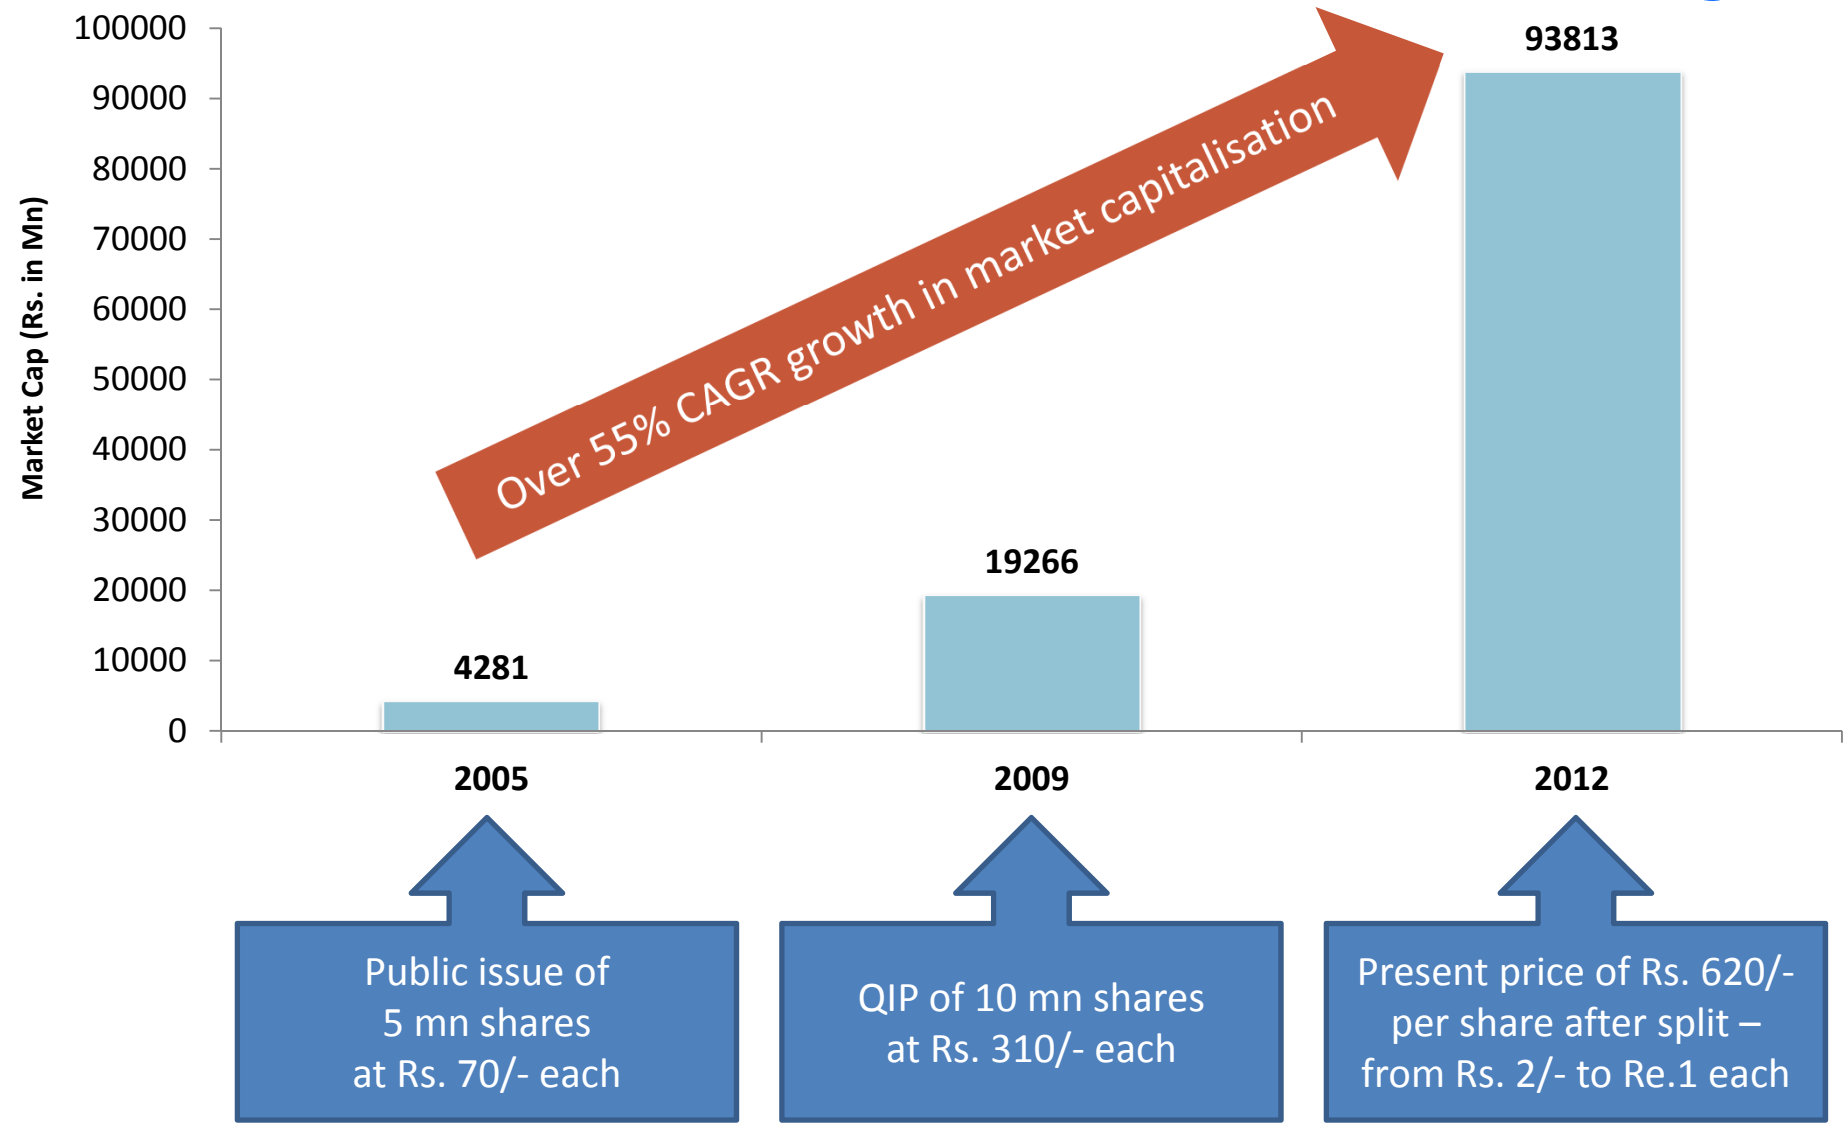 Market Cap (Rs. in Mn)
100000
90000
80000
70000
60000
50000
40000
30000
20000
10000
0
Over 55% CAGR growth in market capitalisation
4281
19266
93813
2005
2009
2012
Public issue of
5 mn shares
at Rs. 70/- each
QIP of 10 mn shares
at Rs. 310/- each
Present price of Rs. 620/-
per share after split –
from Rs. 2/- to Re.1 each